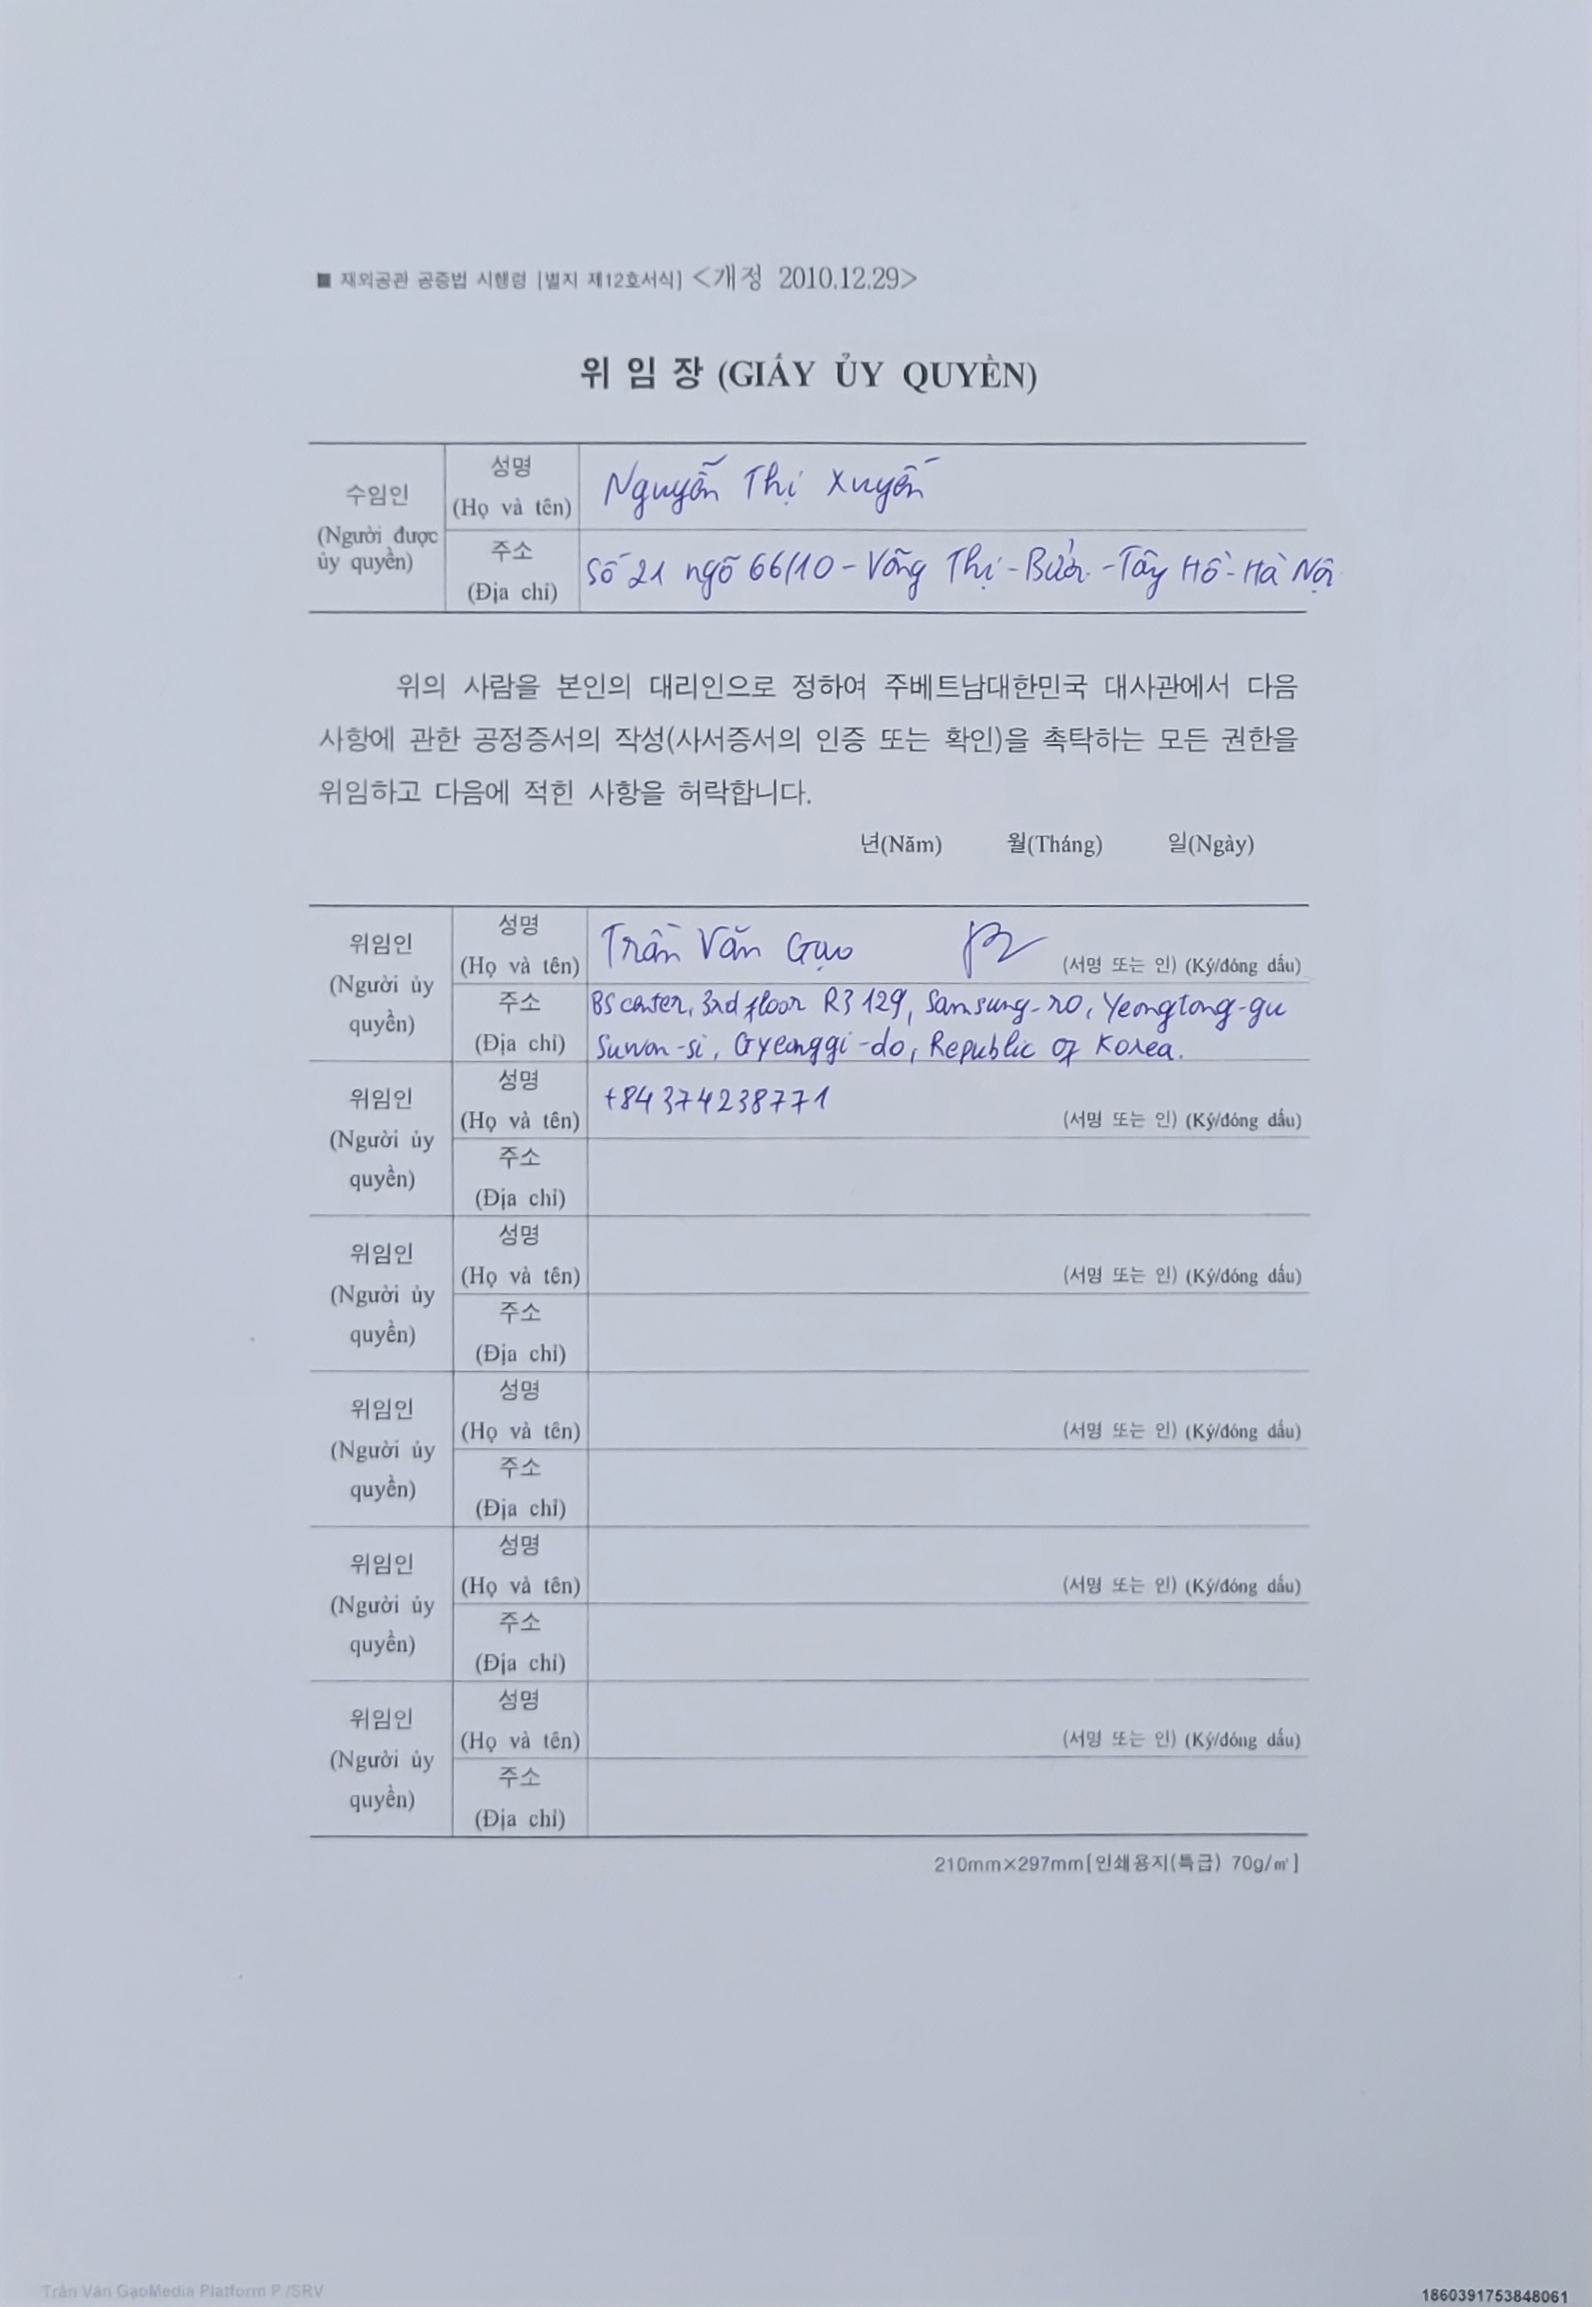 ■ 재외공관 공증법 시행령 [별지 제12호서식] <개정 2010.12.29>
위 임 장 (GIẤY ỦY QUYỀN)
수임인
(Người được
ủy quyền)
성명
(Họ và tên)
Nguyễn Thị Xuyến
주소
(Địa chỉ)
Số 21 ngõ 66/10 - Võng Thị - Bưởi - Tây Hồ - Hà Nội
위의 사람을 본인의 대리인으로 정하여 주베트남대한민국 대사관에서 다음
사항에 관한 공정증서의 작성(사서증서의 인증 또는 확인)을 촉탁하는 모든 권한을
위임하고 다음에 적힌 사항을 허락합니다.
년(Năm) 월(Tháng) 일(Ngày)
위임인
(Người ủy
quyền)
성명
(Họ và tên)
Trần Văn Gạo (서명 또는 인) (Ký/đóng dấu)
주소
(Địa chỉ)
BS center, 3rd floor R3 129, Samsung-ro, Yeongtong-gu
Suwon-si, Gyeonggi-do, Republic of Korea.
위임인
(Người ủy
quyền)
성명
(Họ và tên)
+84 374238771 (서명 또는 인) (Ký/đóng dấu)
주소
(Địa chỉ)
위임인
(Người ủy
quyền)
성명
(Họ và tên)
(서명 또는 인) (Ký/đóng dấu)
주소
(Địa chỉ)
위임인
(Người ủy
quyền)
성명
(Họ và tên)
(서명 또는 인) (Ký/đóng dấu)
주소
(Địa chỉ)
위임인
(Người ủy
quyền)
성명
(Họ và tên)
(서명 또는 인) (Ký/đóng dấu)
주소
(Địa chỉ)
위임인
(Người ủy
quyền)
성명
(Họ và tên)
(서명 또는 인) (Ký/đóng dấu)
주소
(Địa chỉ)
210mm×297mm[인쇄용지(특급) 70g/㎡]
Trần Văn GạoMedia Platform P /SRV
1860391753848061